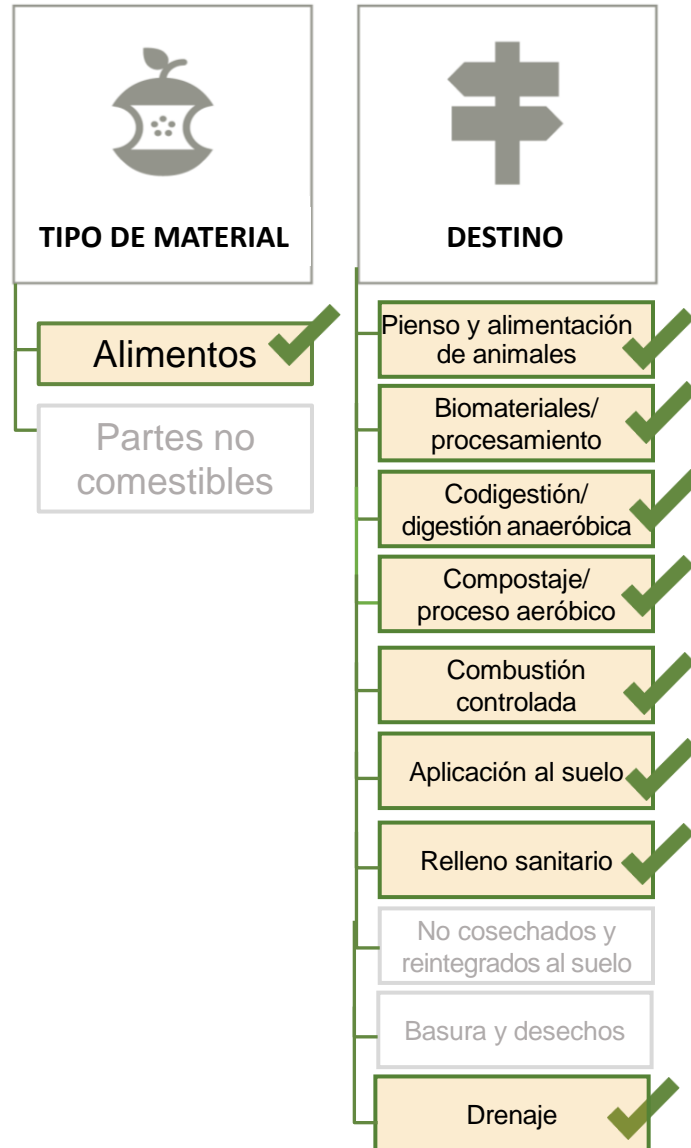 TIPO DE MATERIAL
Alimentos
Partes no
comestibles
DESTINO
Pienso y alimentación
de animales
Biomateriales/
procesamiento
Codigestión/
digestión anaeróbica
Compostaje/
proceso aeróbico
Combustión
controlada
Aplicación al suelo
Relleno sanitario
No cosechados y
reintegrados al suelo
Basura y desechos
Drenaje